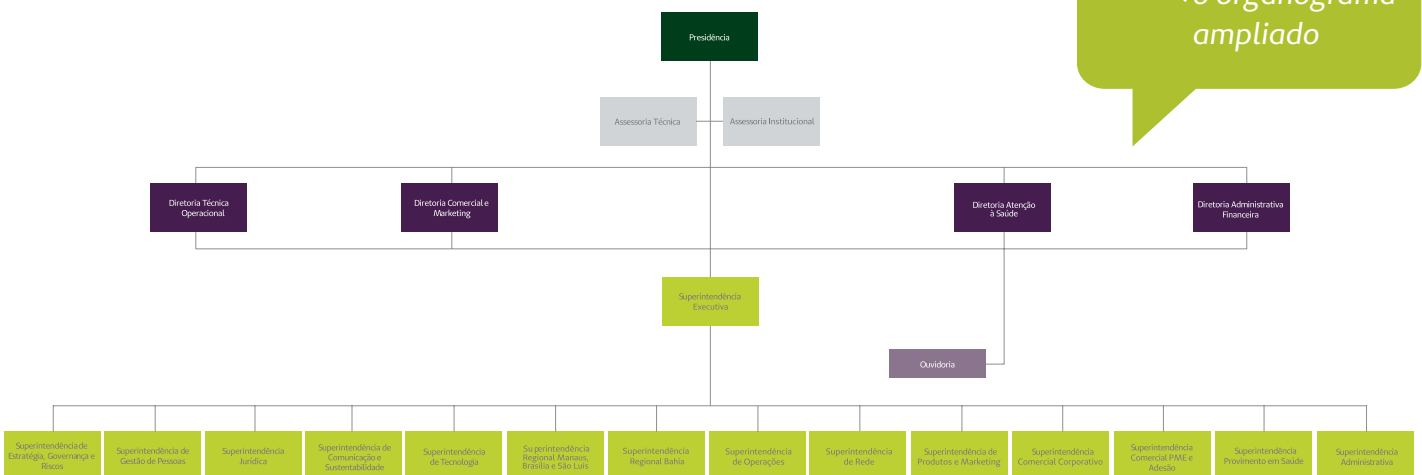 o organograma
ampliado
Presidência
Assessoria Técnica
Assessoria Institucional
Diretoria Técnica
Operacional
Diretoria Comercial e
Marketing
Diretoria Atenção
à Saúde
Diretoria Administrativa
Financeira
Superintendência
Executiva
Ouvidoria
Superintendência de
Estratégia, Governança e
Riscos
Superintendência de
Gestão de Pessoas
Superintendência
Jurídica
Superintendência de
Comunicação e
Sustentabilidade
Superintendência
de Tecnologia
Superintendência
Regional Manaus,
Brasília e São Luis
Superintendência
Regional Bahia
Superintendência
de Operações
Superintendência
de Rede
Superintendência de
Produtos e Marketing
Superintendência
Comercial Corporativo
Superintendência
Comercial PME e
Adesão
Superintendência
Provimento em Saúde
Superintendência
Administrativa